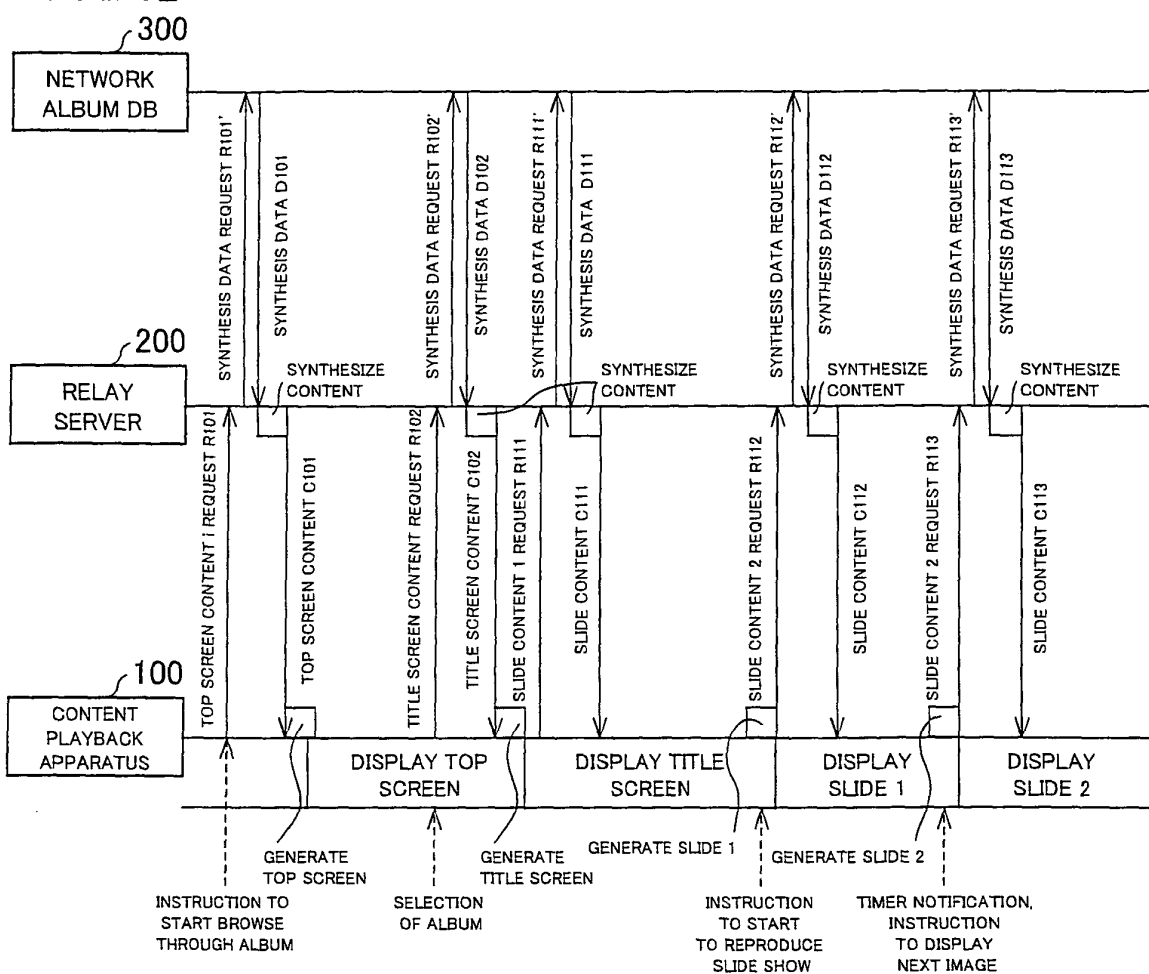 300
NETWORK
ALBUM DB
SYNTHESIS DATA REQUEST R101'
SYNTHESIS DATA D101
SYNTHESIS DATA REQUEST R102'
SYNTHESIS DATA D102
SYNTHESIS DATA REQUEST R111'
SYNTHESIS DATA D111
SYNTHESIS DATA REQUEST R112'
SYNTHESIS DATA D112
SYNTHESIS DATA REQUEST R113'
SYNTHESIS DATA D113
200
RELAY
SERVER
SYNTHESIZE
CONTENT
SYNTHESIZE
CONTENT
SYNTHESIZE
CONTENT
SYNTHESIZE
CONTENT
TOP SCREEN CONTENT i REQUEST R101
TOP SCREEN CONTENT C101
TITLE SCREEN CONTENT REQUEST R102
TITLE SCREEN CONTENT C102
SLIDE CONTENT 1 REQUEST R111
SLIDE CONTENT C111
SLIDE CONTENT 2 REQUEST R112
SLIDE CONTENT C112
SLIDE CONTENT 2 REQUEST R113
SLIDE CONTENT C113
100
CONTENT
PLAYBACK
APPARATUS
DISPLAY TOP
SCREEN
DISPLAY TITLE
SCREEN
DISPLAY
SLIDE 1
DISPLAY
SLIDE 2
GENERATE
TOP SCREEN
GENERATE
TITLE SCREEN
GENERATE SLIDE 1
GENERATE SLIDE 2
INSTRUCTION TO
START BROWSE
THROUGH ALBUM
SELECTION
OF ALBUM
INSTRUCTION
TO START
TO REPRODUCE
SLIDE SHOW
TIMER NOTIFICATION,
INSTRUCTION
TO DISPLAY
NEXT IMAGE